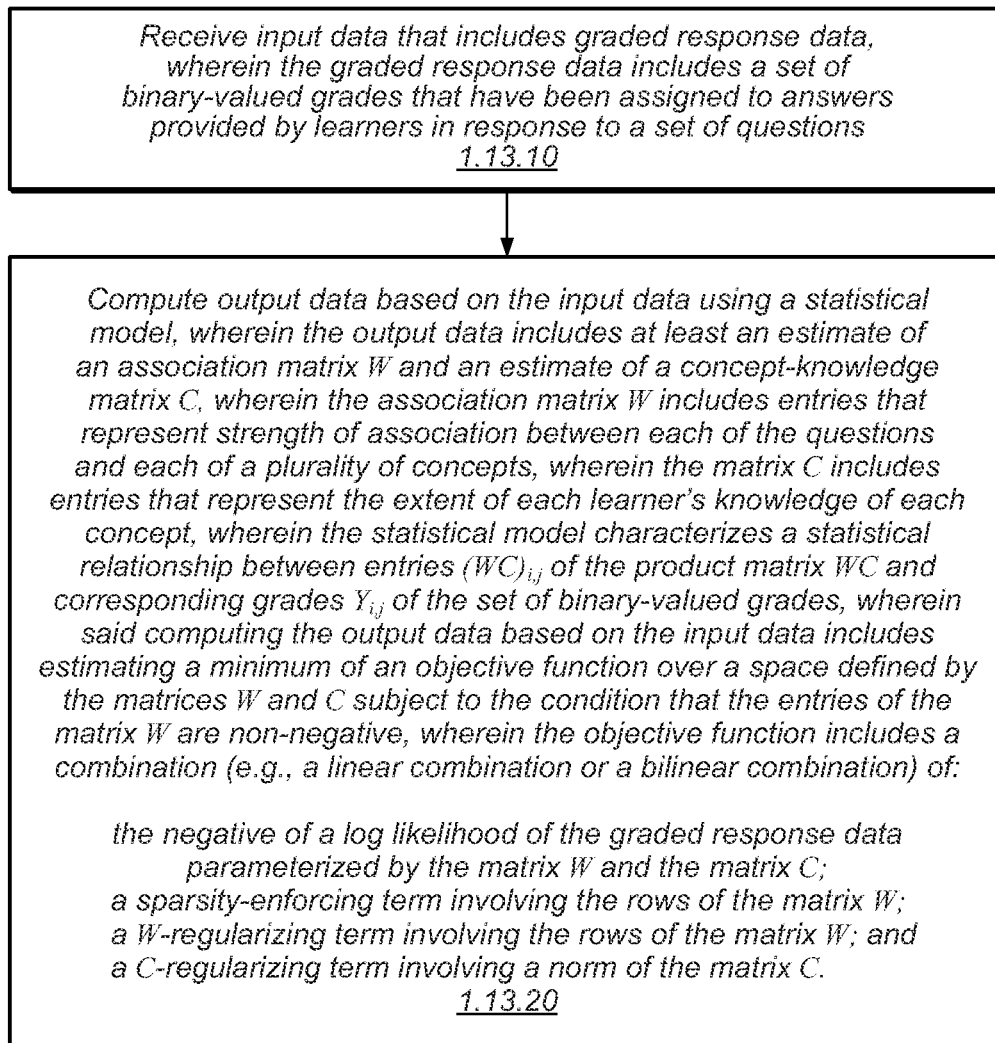 Receive input data that includes graded response data,
wherein the graded response data includes a set of
binary-valued grades that have been assigned to answers
provided by learners in response to a set of questions
1.13.10
Compute output data based on the input data using a statistical
model, wherein the output data includes at least an estimate of
an association matrix W and an estimate of a concept-knowledge
matrix C, wherein the association matrix W includes entries that
represent strength of association between each of the questions
and each of a plurality of concepts, wherein the matrix C includes
entries that represent the extent of each learner's knowledge of each
concept, wherein the statistical model characterizes a statistical
relationship between entries (WC)i,j of the product matrix WC and
corresponding grades Yi,j of the set of binary-valued grades, wherein
said computing the output data based on the input data includes
estimating a minimum of an objective function over a space defined by
the matrices W and C subject to the condition that the entries of the
matrix W are non-negative, wherein the objective function includes a
combination (e.g., a linear combination or a bilinear combination) of:
the negative of a log likelihood of the graded response data
parameterized by the matrix W and the matrix C;
a sparsity-enforcing term involving the rows of the matrix W;
a W-regularizing term involving the rows of the matrix W; and
a C-regularizing term involving a norm of the matrix C.
1.13.20